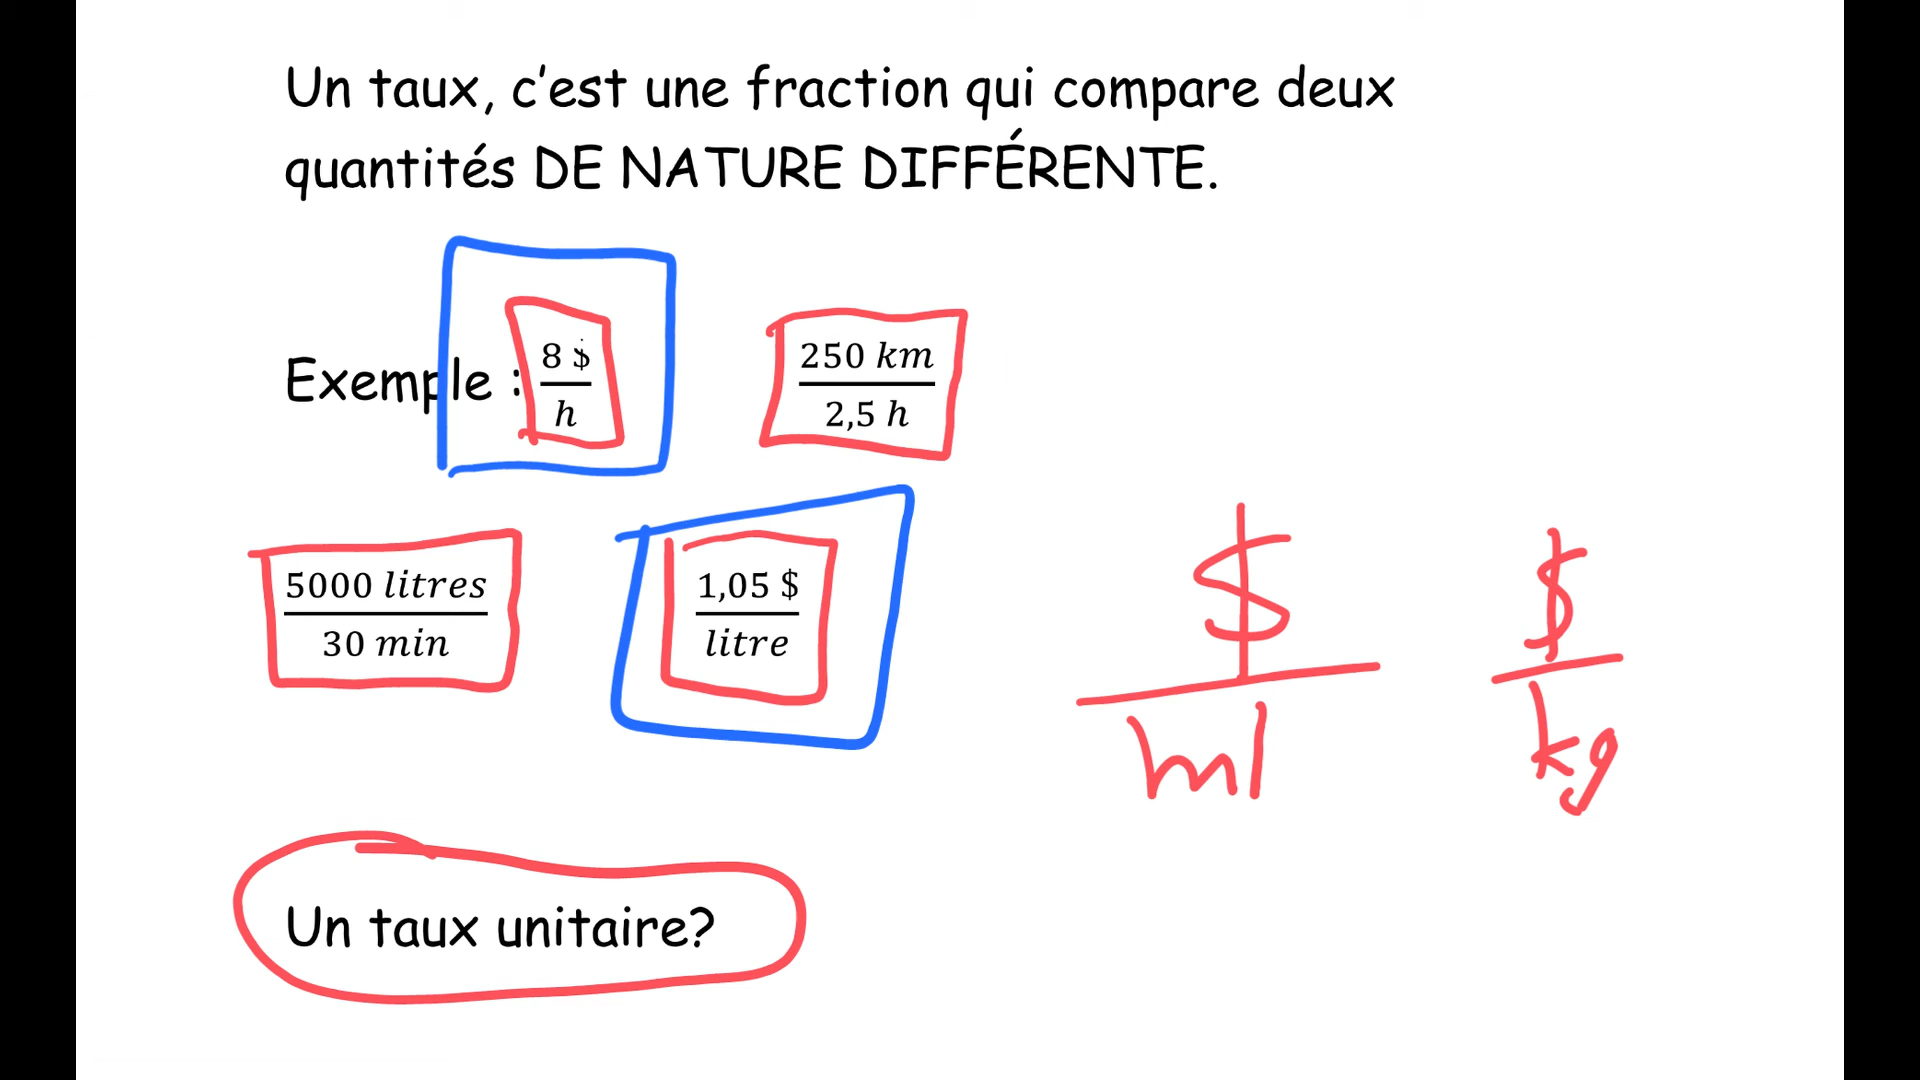 Un taux, c’est une fraction qui compare deux
quantités DE NATURE DIFFÉRENTE.
Exemple :
8 $
h
250 km
2,5 h
5000 litres
30 min
1,05 $
litre
$
ml
$
kg
Un taux unitaire?